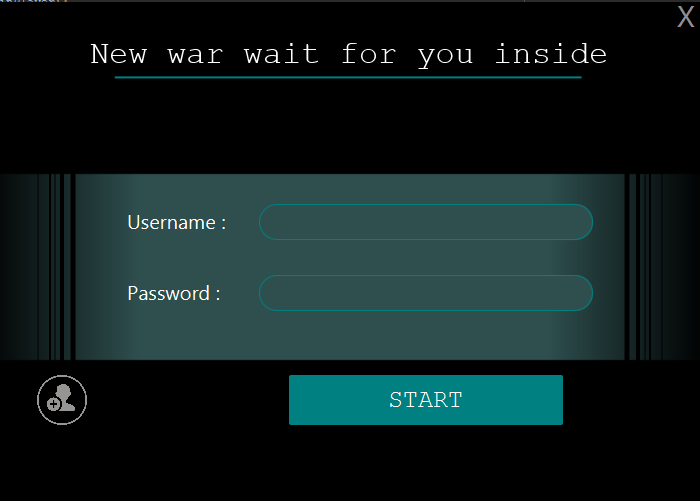 X
New war wait for you inside
Username :
Password :
START